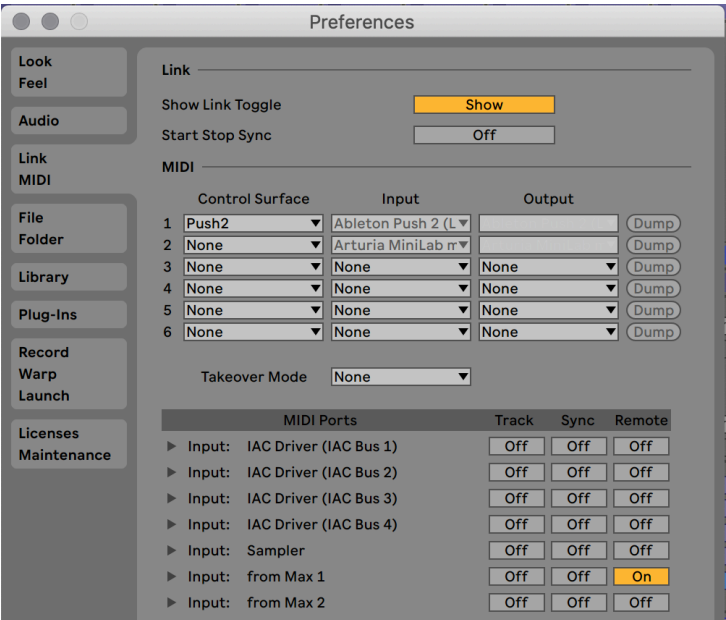 Preferences
Look
Feel
Audio
Link
MIDI
File
Folder
Library
Plug-Ins
Record
Warp
Launch
Licenses
Maintenance
Link
Show Link Toggle Show
Start Stop Sync Off
MIDI
Control Surface Input Output
1 Push2 Ableton Push 2 (L Dump
2 None Arturia MiniLab m Dump
3 None None None Dump
4 None None None Dump
5 None None None Dump
6 None None None Dump
Takeover Mode None
MIDI Ports Track Sync Remote
Input: IAC Driver (IAC Bus 1) Off Off Off
Input: IAC Driver (IAC Bus 2) Off Off Off
Input: IAC Driver (IAC Bus 3) Off Off Off
Input: IAC Driver (IAC Bus 4) Off Off Off
Input: Sampler Off Off Off
Input: from Max 1 Off Off On
Input: from Max 2 Off Off Off